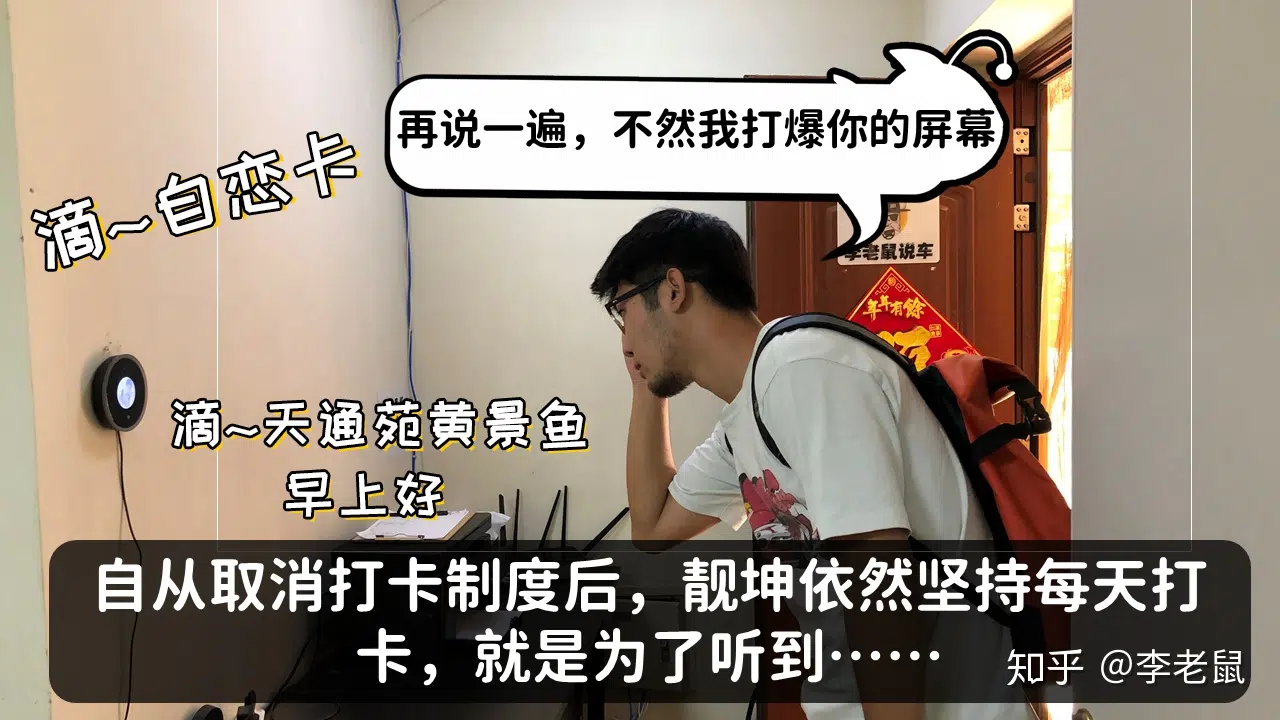 再说一遍，不然我打爆你的屏幕
滴~自恋卡
李老鼠说车
年年有餘
滴~天通苑黄景鱼
早上好
自从取消打卡制度后，靓坤依然坚持每天打
卡，就是为了听到……
知乎 @李老鼠